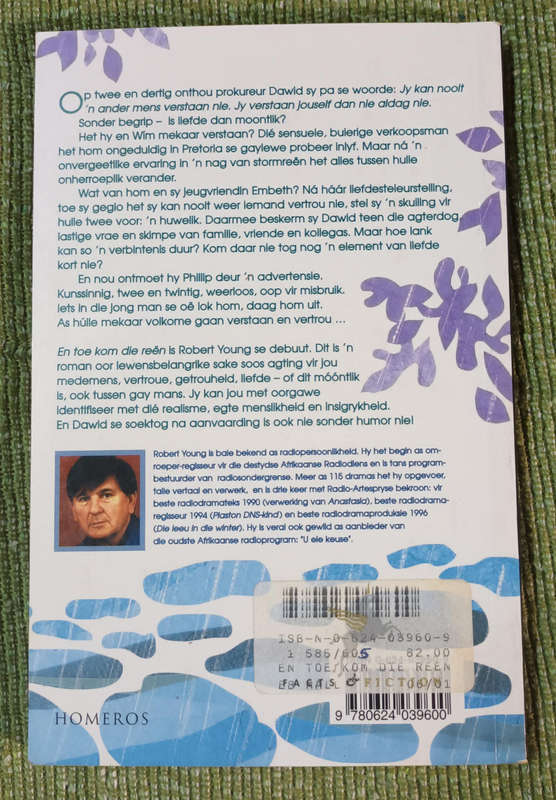 Op twee en dertig onthou prokureur Dawid sy pa se woorde: Jy kan nooit
'n ander mens verstaan nie. Jy verstaan jouself dan nie aldag nie.
Sonder begrip – is liefde dan moontlik?
Het hy en Wim mekaar verstaan? Dié sensuele, buierige verkoopsman
het hom ongeduldig in Pretoria se gaylewe probeer inlyf. Maar ná 'n
onvergeetlike ervaring in 'n nag van stormreën het alles tussen hulle
onherroeplik verander.
Wat van hom en sy jeugvriendin Embeth? Ná háár liefdesteleurstelling,
toe sy geglo het sy kan nooit weer iemand vertrou nie, stel sy 'n skuiling vir
hulle twee voor: 'n huwelik. Daarmee beskerm sy Dawid teen die agterdog,
lastige vrae en skimpe van familie, vriende en kollegas. Maar hoe lank
kan so 'n verbintenis duur? Kom daar nie tog nog 'n element van liefde
kort nie?
En nou ontmoet hy Phillip deur 'n advertensie.
Kunssinnig, twee en twintig, weerloos, oop vir misbruik.
Iets in die jong man se oë lok hom, daag hom uit.
As húlle mekaar volkome gaan verstaan en vertrou ...
En toe kom die reën is Robert Young se debuut. Dit is 'n
roman oor lewensbelangrike sake soos agting vir jou
medemens, vertroue, getrouheid, liefde – of dit móóntlik
is, ook tussen gay mans. Jy kan jou met oorgawe
identifiseer met dié realisme, egte menslikheid en insigrykheid.
En Dawid se soektog na aanvaarding is ook nie sonder humor nie!
Robert Young is baie bekend as radiopersoonlikheid. Hy het begin as om-
roeper-regisseur vir die destydse Afrikaanse Radiodiens en is tans program-
bestuurder van radiosondergrense. Meer as 115 dramas het hy opgevoer,
talle vertaal en verwerk, en is drie keer met Radio-Artespryse bekroon: vir
beste radiodramateks 1990 (verwerking van Anastasia), beste radiodrama-
regisseur 1994 (Plaston DNS-kind) en beste radiodramaproduksie 1996
(Die leeu in die winter). Hy is veral ook gewild as aanbieder van
die oudste Afrikaanse radioprogram: "U eie keuse".
ISB-N-0-624-03960-9
1 586/605 82.00
EN TOE KOM DIE REEN
FACTS & FICTION
9 780624 039600
HOMEROS